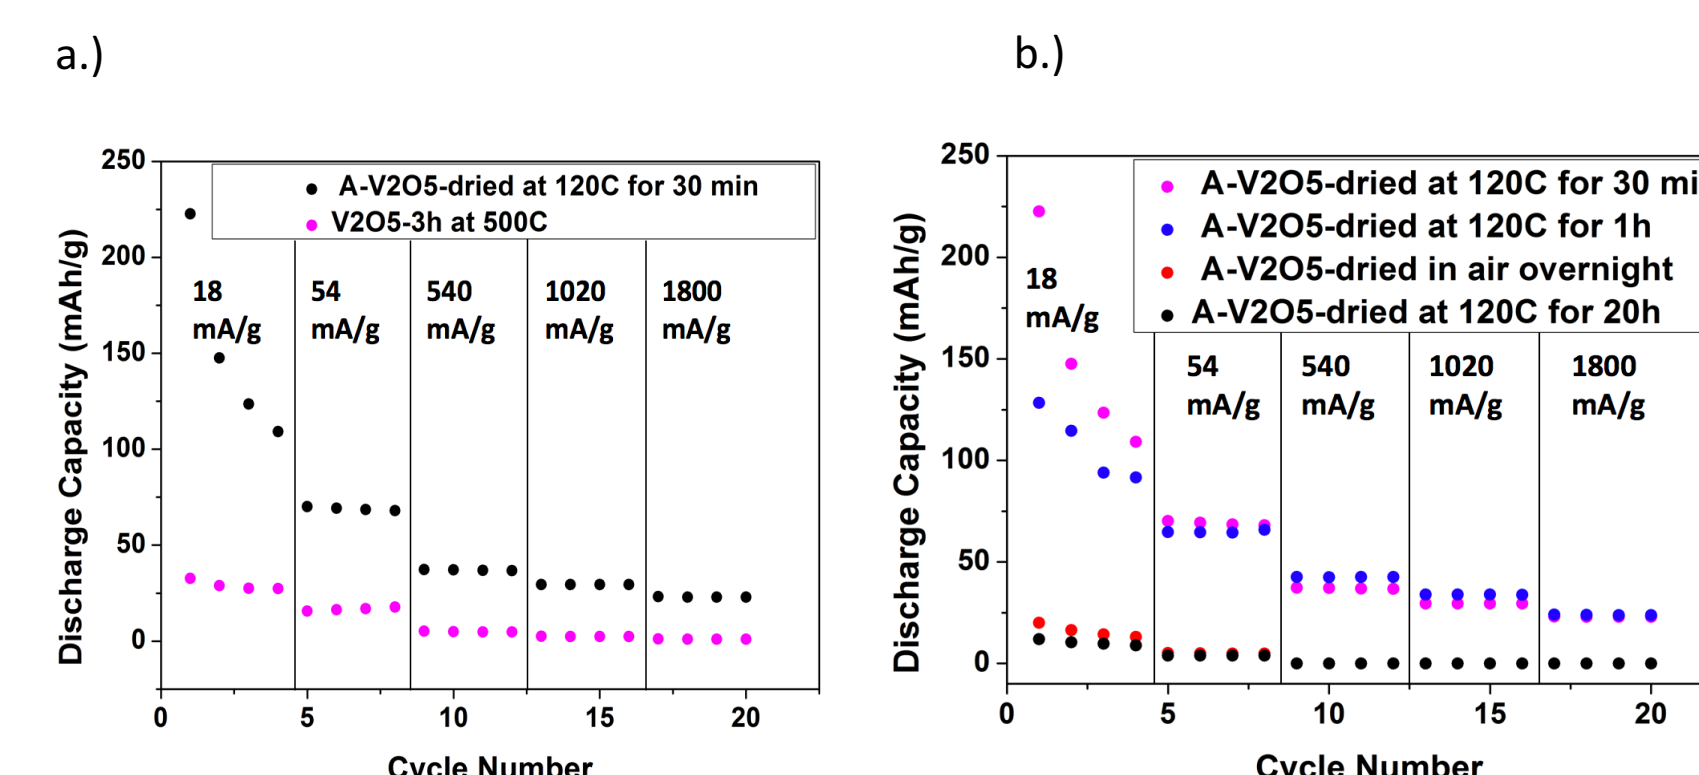 a.)
250
200
150
100
50
0
Discharge Capacity (mAh/g)
A-V2O5-dried at 120C for 30 min
V2O5-3h at 500C
18
mA/g
54
mA/g
540
mA/g
1020
mA/g
1800
mA/g
0
5
10
15
20
Cycle Number
b.)
250
200
150
100
50
0
Discharge Capacity (mAh/g)
A-V2O5-dried at 120C for 30 mi
A-V2O5-dried at 120C for 1h
A-V2O5-dried in air overnight
A-V2O5-dried at 120C for 20h
18
mA/g
54
mA/g
540
mA/g
1020
mA/g
1800
mA/g
0
5
10
15
20
Cycle Number